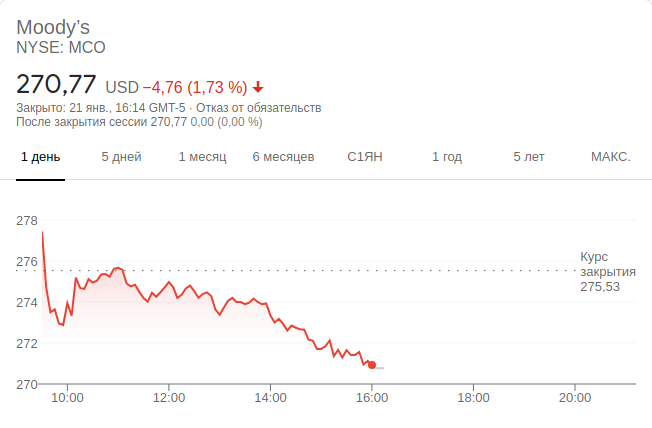 Moody’s
NYSE: MCO
270,77 USD −4,76 (1,73 %)
Закрыто: 21 янв., 16:14 GMT-5 · Отказ от обязательств
После закрытия сессии 270,77 0,00 (0,00 %)
1 день 5 дней 1 месяц 6 месяцев С1ЯН 1 год 5 лет МАКС.
278
276
274
272
270
Курс
закрытия
275,53
10:00 12:00 14:00 16:00 18:00 20:00